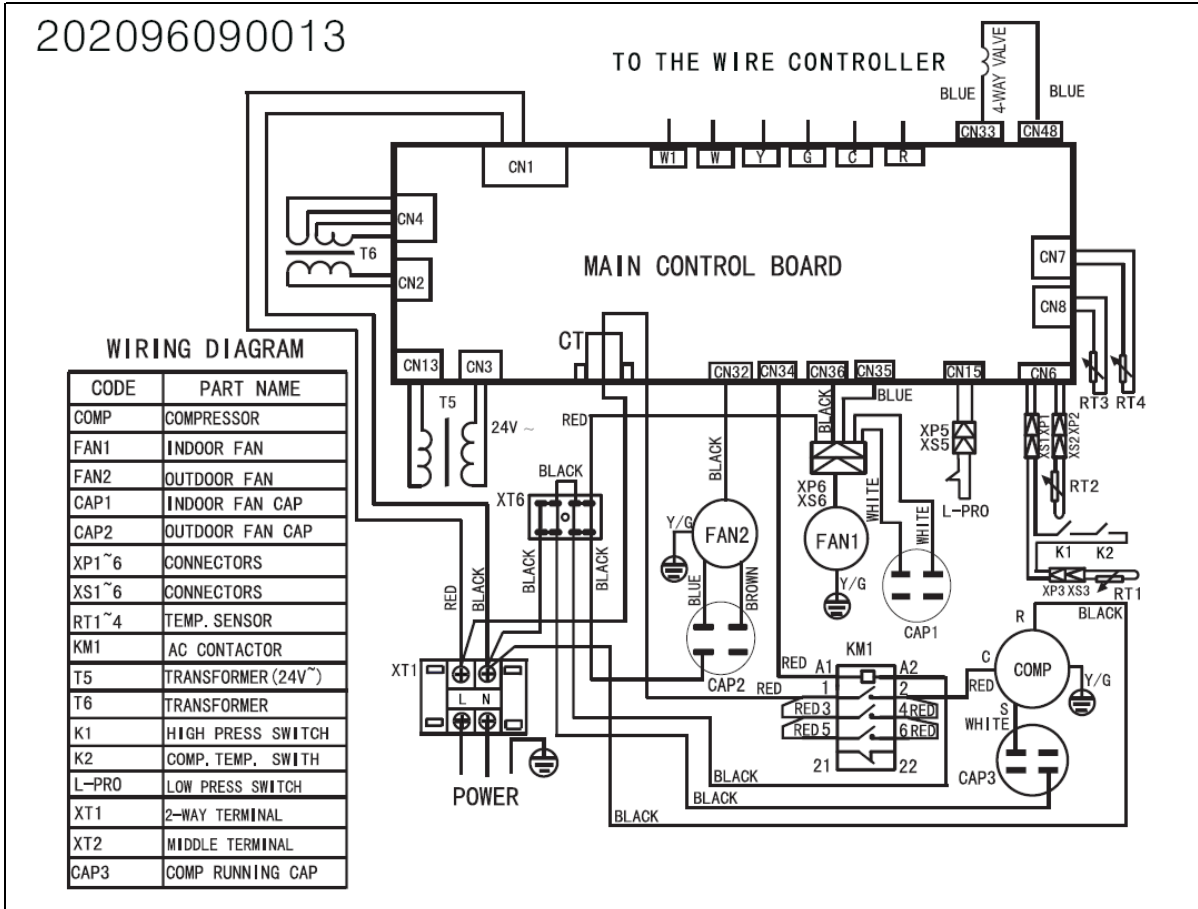 202096090013
TO THE WIRE CONTROLLER
BLUE
4-WAY VALVE
BLUE
CN33
CN48
W1
W
Y
G
C
R
CN1
CN4
T6
CN2
MAIN CONTROL BOARD
CN7
CN8
CT
CN13
CN3
CN32
CN34
CN36
CN35
CN15
CN6
RT3
RT4
T5
24V ~
RED
BLACK
BLUE
XP5
XS5
L-PRO
XS1
XP1
XS2
XP2
RT2
K1
K2
XP3
XS3
RT1
BLACK
XT6
BLACK
XP6
XS6
WHITE
WHITE
Y/G
FAN2
FAN1
Y/G
BLACK
BLACK
BLUE
BROWN
CAP2
CAP1
RED
BLACK
XT1
L
N
POWER
KM1
RED
A1
A2
RED
1
2
RED
RED
3
4
RED
RED
5
6
RED
21
22
BLACK
BLACK
BLACK
R
BLACK
C
COMP
Y/G
S
WHITE
CAP3
WIRING DIAGRAM
CODE PART NAME
COMP COMPRESSOR
FAN1 INDOOR FAN
FAN2 OUTDOOR FAN
CAP1 INDOOR FAN CAP
CAP2 OUTDOOR FAN CAP
XP1~6 CONNECTORS
XS1~6 CONNECTORS
RT1~4 TEMP. SENSOR
KM1 AC CONTACTOR
T5 TRANSFORMER(24V~)
T6 TRANSFORMER
K1 HIGH PRESS SWITCH
K2 COMP. TEMP. SWITH
L-PRO LOW PRESS SWITCH
XT1 2-WAY TERMINAL
XT2 MIDDLE TERMINAL
CAP3 COMP RUNNING CAP